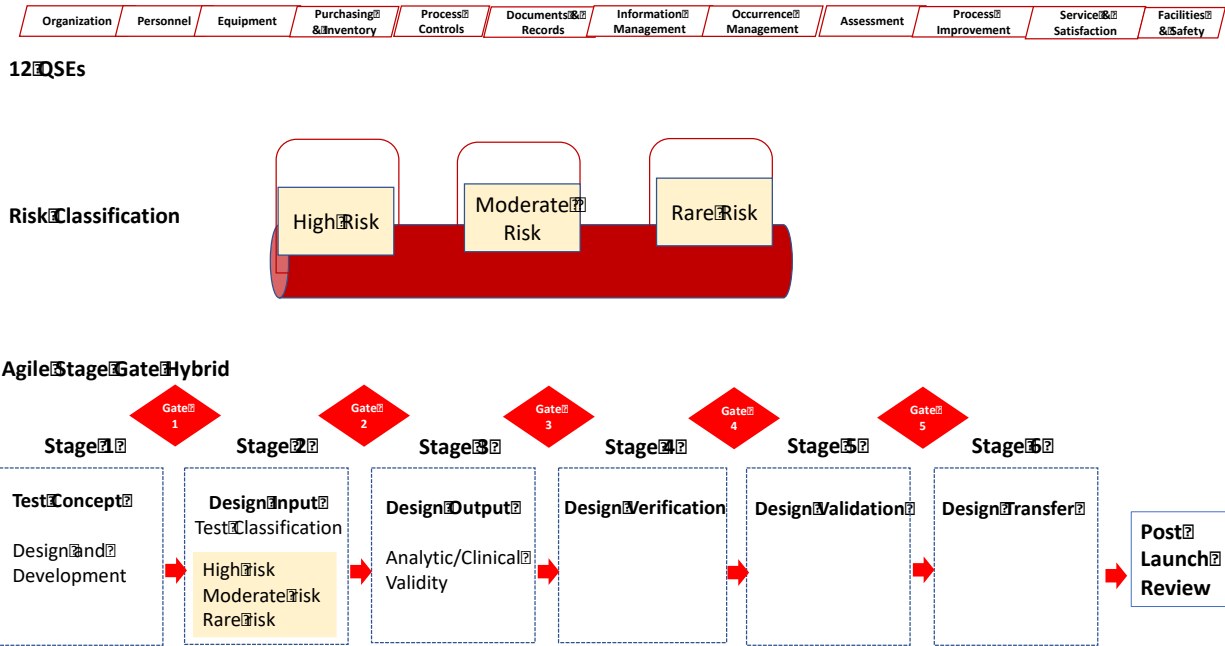 Organization
Personnel
Equipment
Purchasing
& Inventory
Process
Controls
Documents &
Records
Information
Management
Occurrence
Management
Assessment
Process
Improvement
Service &
Satisfaction
Facilities
& Safety
12 QSEs
Risk Classification
High Risk
Moderate
Risk
Rare Risk
Agile Stage Gate Hybrid
Gate
1
Gate
2
Gate
3
Gate
4
Gate
5
Stage 1
Stage 2
Stage 3
Stage 4
Stage 5
Stage 6
Test Concept
Design and
Development
Design Input
Test Classification
High risk
Moderate risk
Rare risk
Design Output
Analytic/Clinical
Validity
Design Verification
Design Validation
Design Transfer
Post
Launch
Review